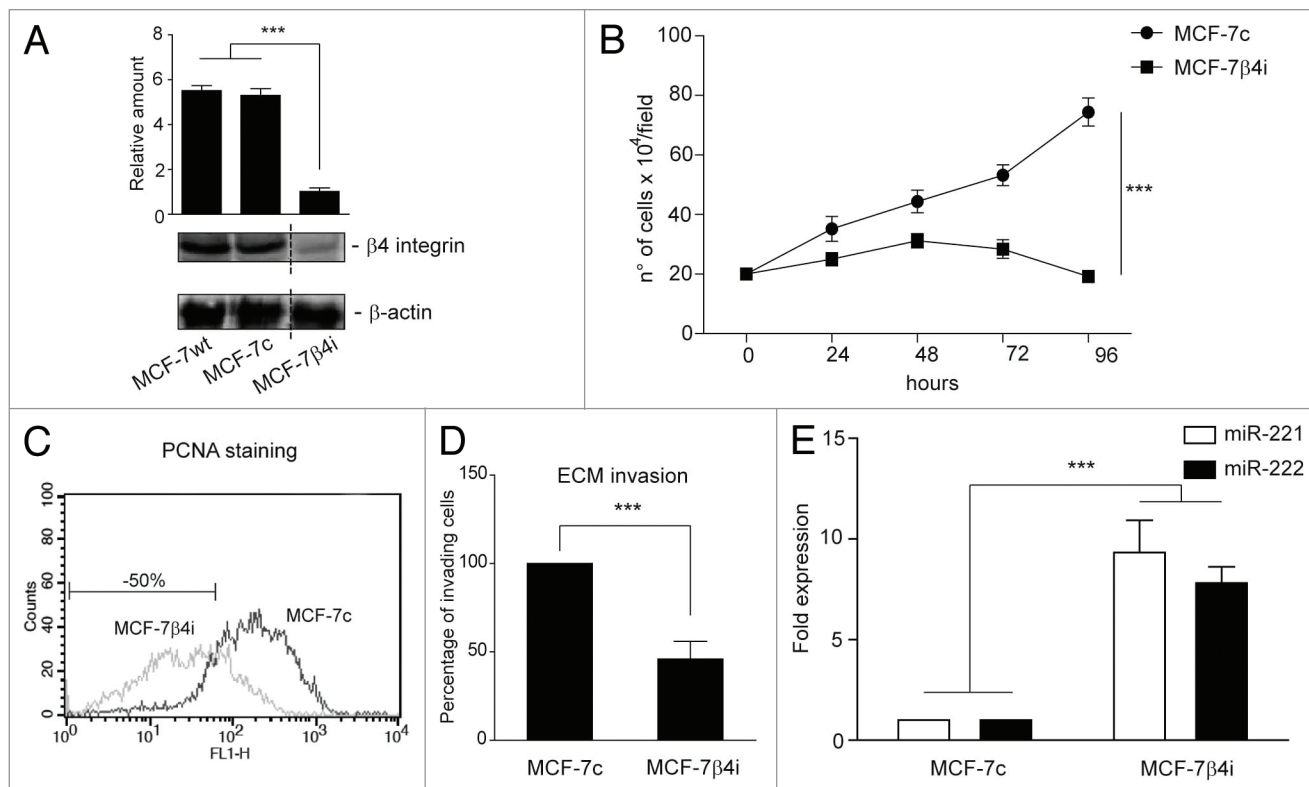 A
***
8
6
4
2
0
Relative amount
- β4 integrin
- β-actin
MCF-7wt
MCF-7c
MCF-7β4i
B
MCF-7c
MCF-7β4i
100
80
60
40
20
0
n° of cells x 10⁴/field
***
0 24 48 72 96
hours
C
PCNA staining
100
80
60
40
20
0
Counts
-50%
MCF-7β4i
MCF-7c
10⁰ 10¹ 10² 10³ 10⁴
FL1-H
D
ECM invasion
150
100
50
0
Percentage of invading cells
***
MCF-7c MCF-7β4i
E
miR-221
miR-222
15
10
5
0
Fold expression
***
MCF-7c MCF-7β4i